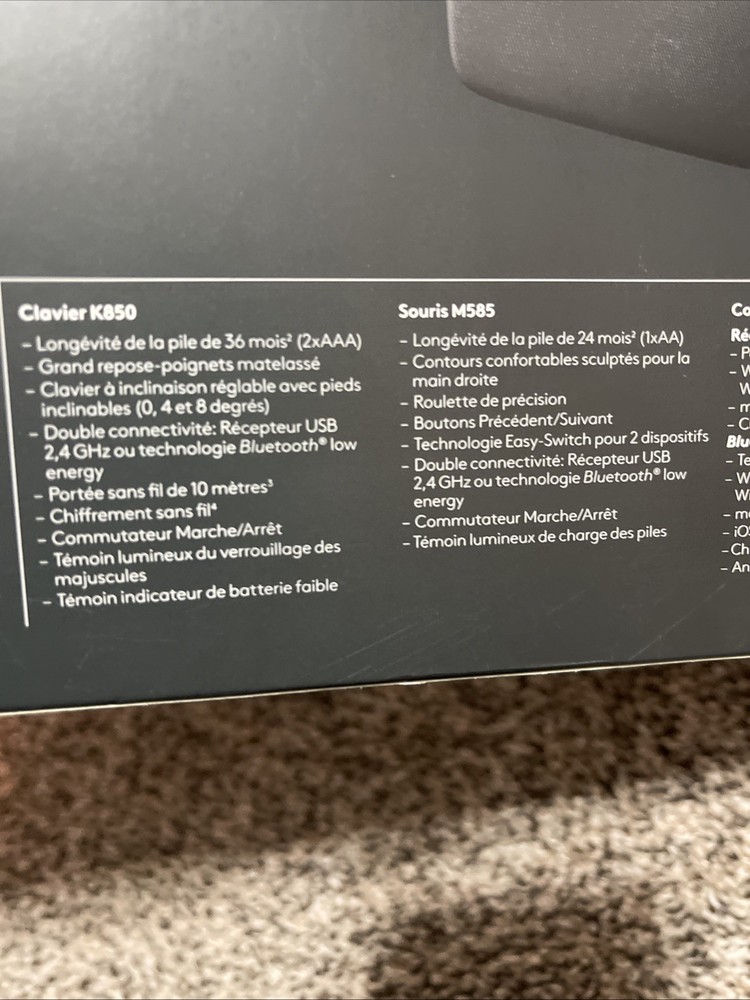 Clavier K850
– Longévité de la pile de 36 mois² (2xAAA)
– Grand repose-poignets matelassé
– Clavier à inclinaison réglable avec pieds
inclinables (0, 4 et 8 degrés)
– Double connectivité: Récepteur USB
2,4 GHz ou technologie Bluetooth® low
energy
– Portée sans fil de 10 mètres³
– Chiffrement sans fil⁴
– Commutateur Marche/Arrêt
– Témoin lumineux du verrouillage des
majuscules
– Témoin indicateur de batterie faible
Souris M585
– Longévité de la pile de 24 mois² (1xAA)
– Contours confortables sculptés pour la
main droite
– Roulette de précision
– Boutons Précédent/Suivant
– Technologie Easy-Switch pour 2 dispositifs
– Double connectivité: Récepteur USB
2,4 GHz ou technologie Bluetooth® low
energy
– Commutateur Marche/Arrêt
– Témoin lumineux de charge des piles